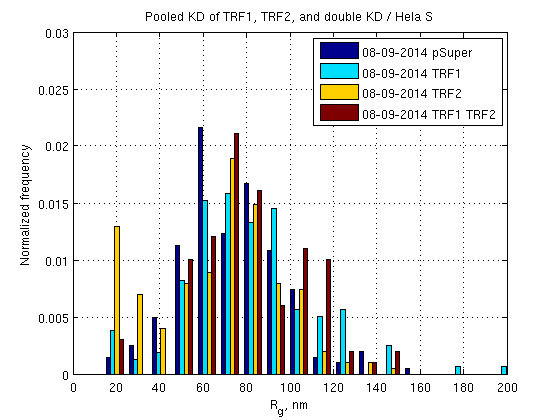 Pooled KD of TRF1, TRF2, and double KD / Hela S
0.03
0.025
0.02
0.015
0.01
0.005
0
Normalized frequency
08-09-2014 pSuper
08-09-2014 TRF1
08-09-2014 TRF2
08-09-2014 TRF1 TRF2
0 20 40 60 80 100 120 140 160 180 200
Rg, nm